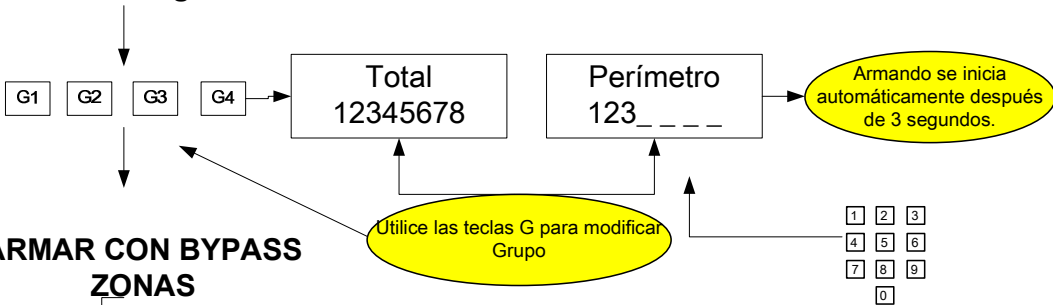 G1 G2 G3 G4
Total
12345678
Perímetro
123_ _ _ _
Armando se inicia
automáticamente después
de 3 segundos.
Utilice las teclas G para modificar
Grupo
ARMAR CON BYPASS
ZONAS
1 2 3
4 5 6
7 8 9
0